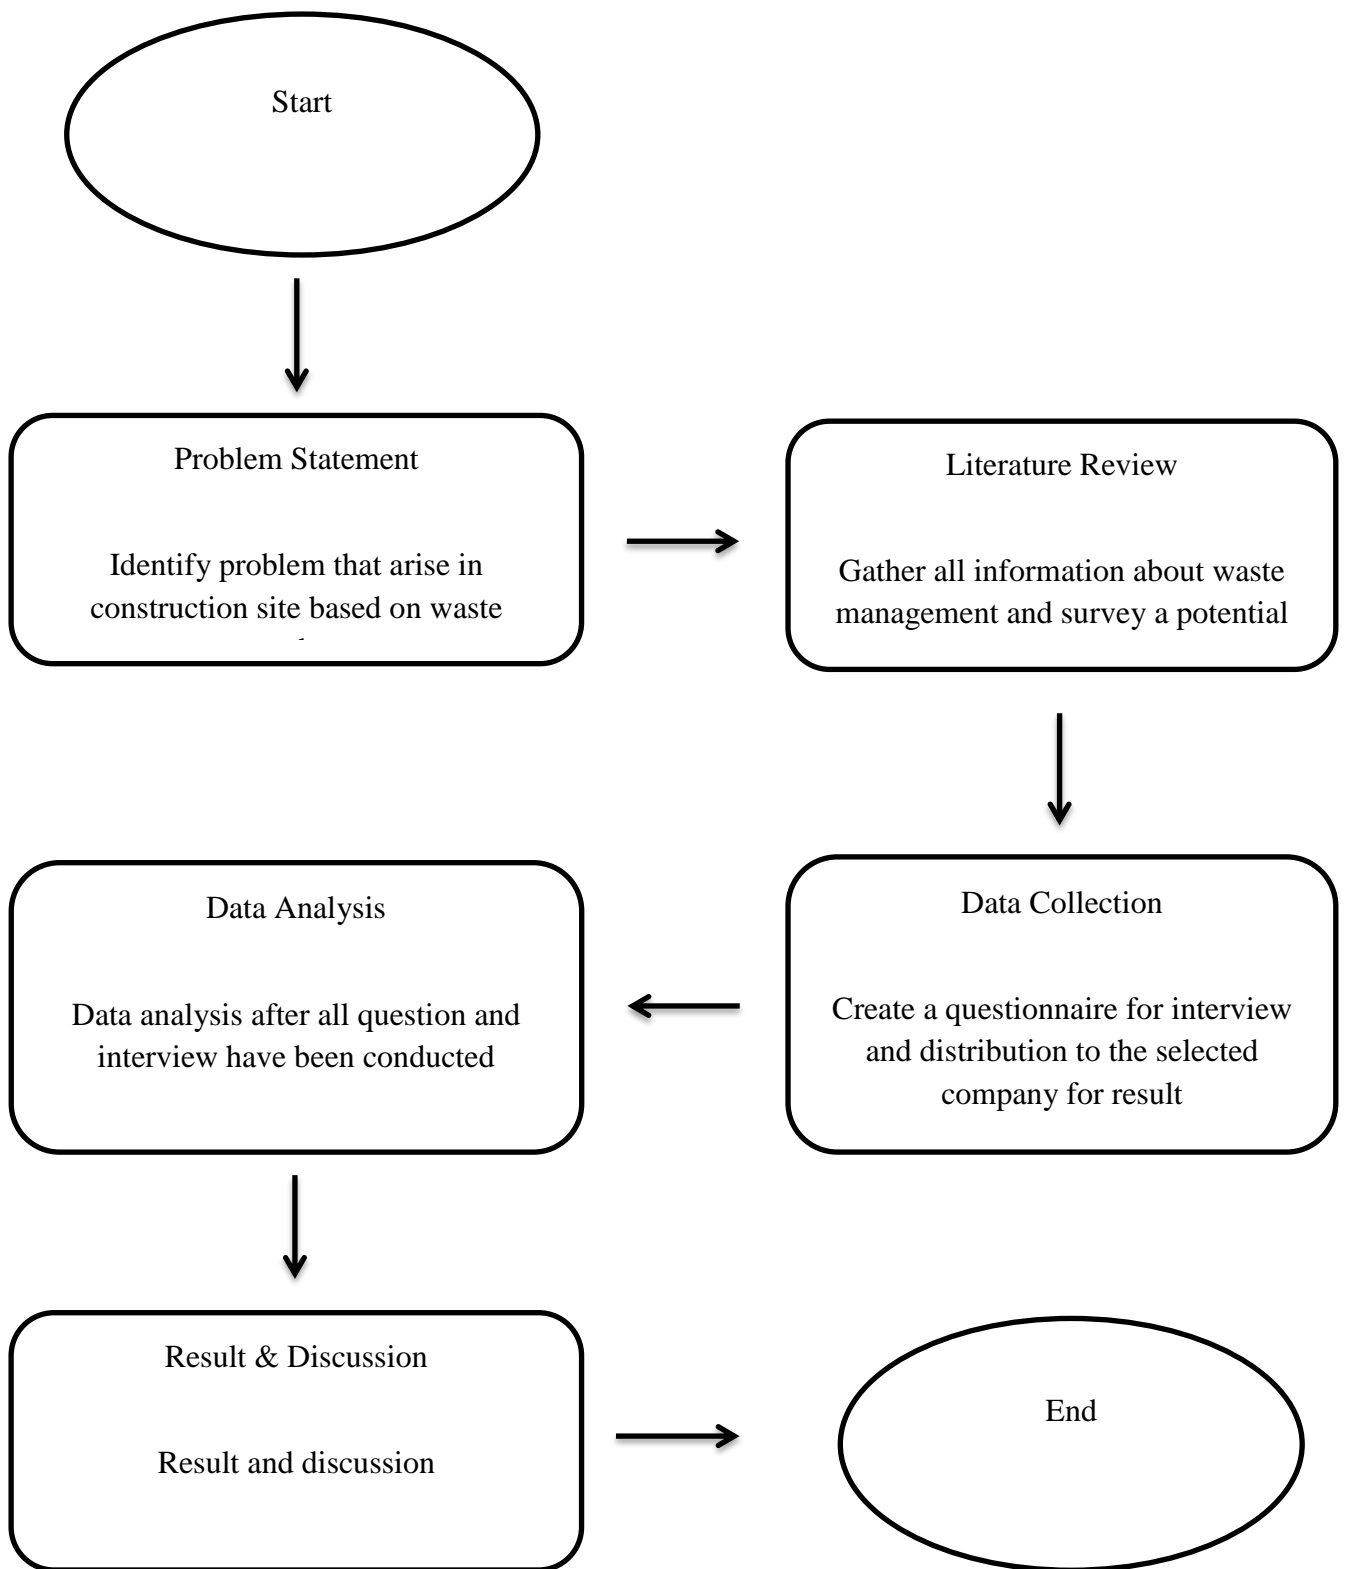 Start
Problem Statement
Identify problem that arise in
construction site based on waste
Literature Review
Gather all information about waste
management and survey a potential
Data Collection
Create a questionnaire for interview
and distribution to the selected
company for result
Data Analysis
Data analysis after all question and
interview have been conducted
Result & Discussion
Result and discussion
End